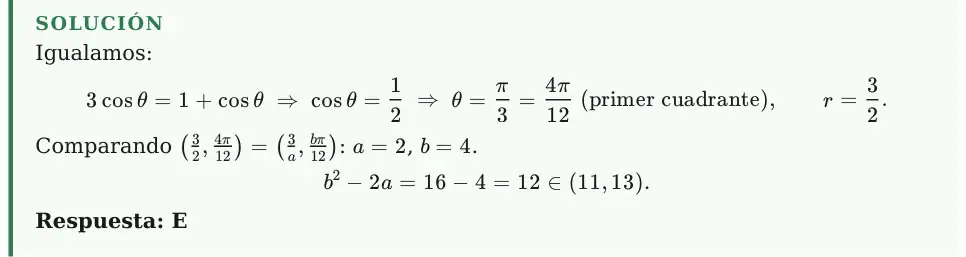 SOLUCIÓN
Igualamos:
3 cos θ = 1 + cos θ ⇒ cos θ = 1/2 ⇒ θ = π/3 = 4π/12 (primer cuadrante), r = 3/2.
Comparando (3/2, 4π/12) = (3/a, bπ/12): a = 2, b = 4.
b² − 2a = 16 − 4 = 12 ∈ (11, 13).
Respuesta: E